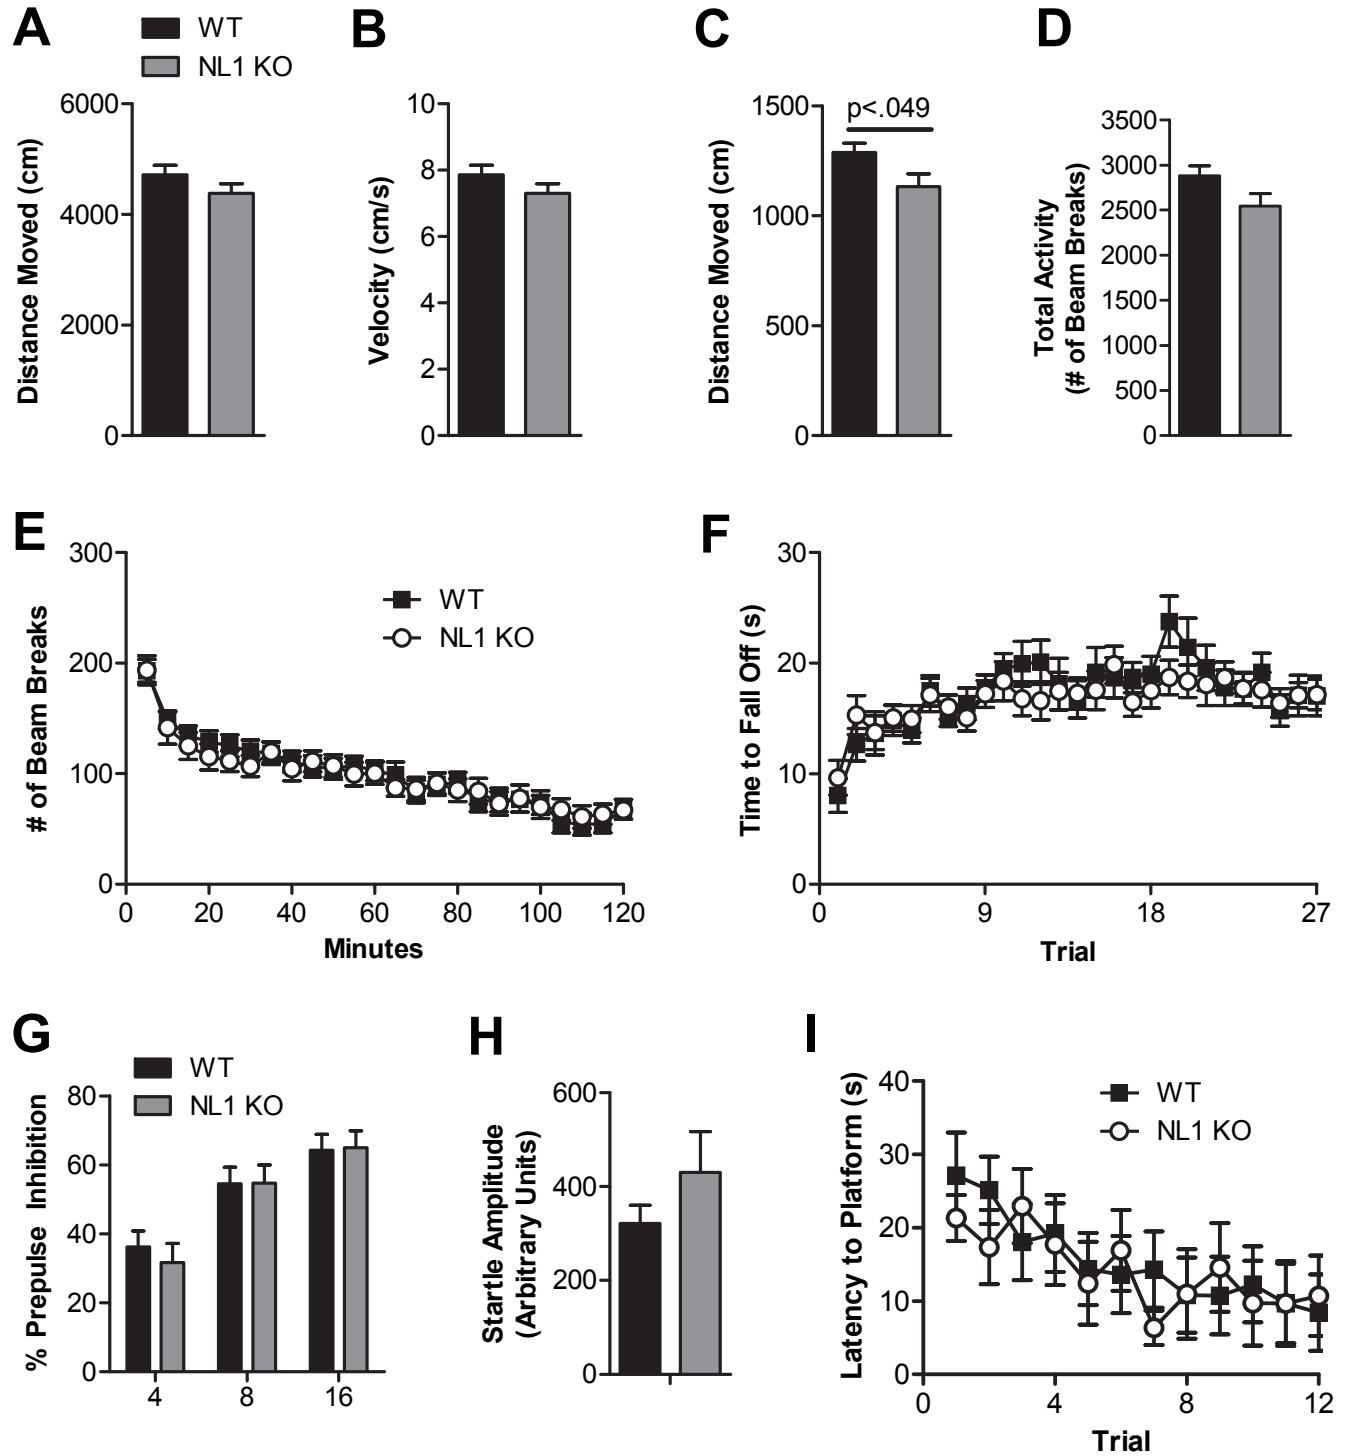 A
WT
NL1 KO
Distance Moved (cm)
6000
4000
2000
0
B
Velocity (cm/s)
10
8
6
4
2
0
C
Distance Moved (cm)
1500
1000
500
0
p<.049
D
Total Activity
(# of Beam Breaks)
3500
3000
2500
2000
1500
1000
500
0
E
# of Beam Breaks
300
200
100
0
WT
NL1 KO
0 20 40 60 80 100 120
Minutes
F
Time to Fall Off (s)
30
20
10
0
0 9 18 27
Trial
G
WT
NL1 KO
% Prepulse Inhibition
80
60
40
20
0
4 8 16
H
Startle Amplitude
(Arbitrary Units)
600
400
200
0
I
Latency to Platform (s)
40
30
20
10
0
WT
NL1 KO
0 4 8 12
Trial